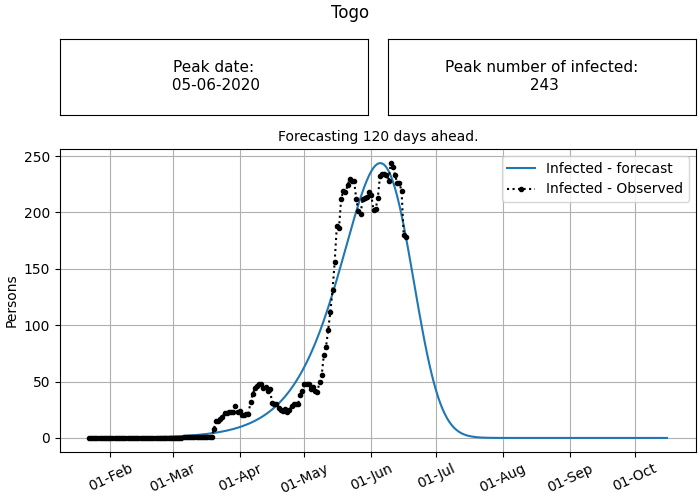 Togo
Peak date:
05-06-2020
Peak number of infected:
243
Forecasting 120 days ahead.
Infected - forecast
Infected - Observed
Persons
250
200
150
100
50
0
01-Feb
01-Mar
01-Apr
01-May
01-Jun
01-Jul
01-Aug
01-Sep
01-Oct